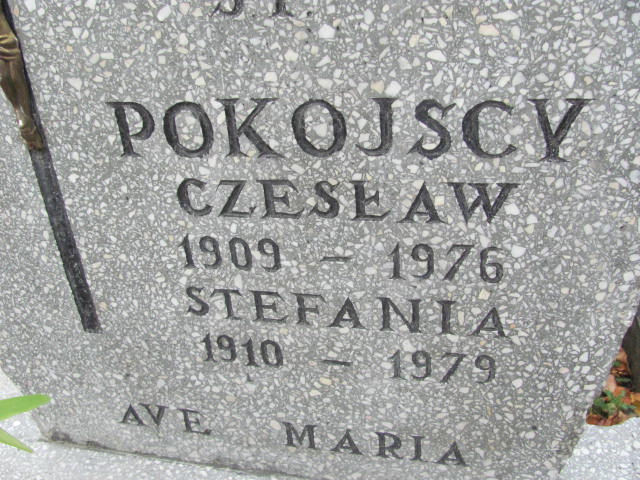 POKOJSCY
CZESŁAW
1909 – 1976
STEFANIA
1910 – 1979
AVE MARIA